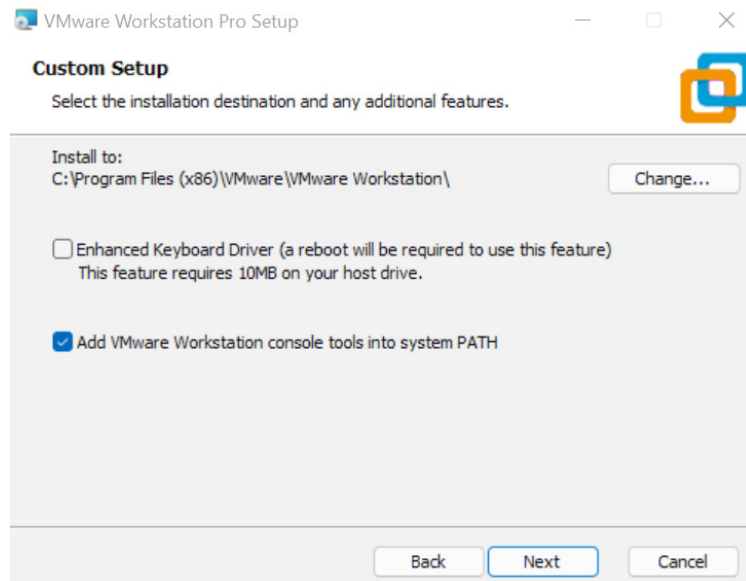 VMware Workstation Pro Setup
Custom Setup
Select the installation destination and any additional features.
Install to:
C:\Program Files (x86)\VMware\VMware Workstation\
Change...
Enhanced Keyboard Driver (a reboot will be required to use this feature)
This feature requires 10MB on your host drive.
Add VMware Workstation console tools into system PATH
Back
Next
Cancel